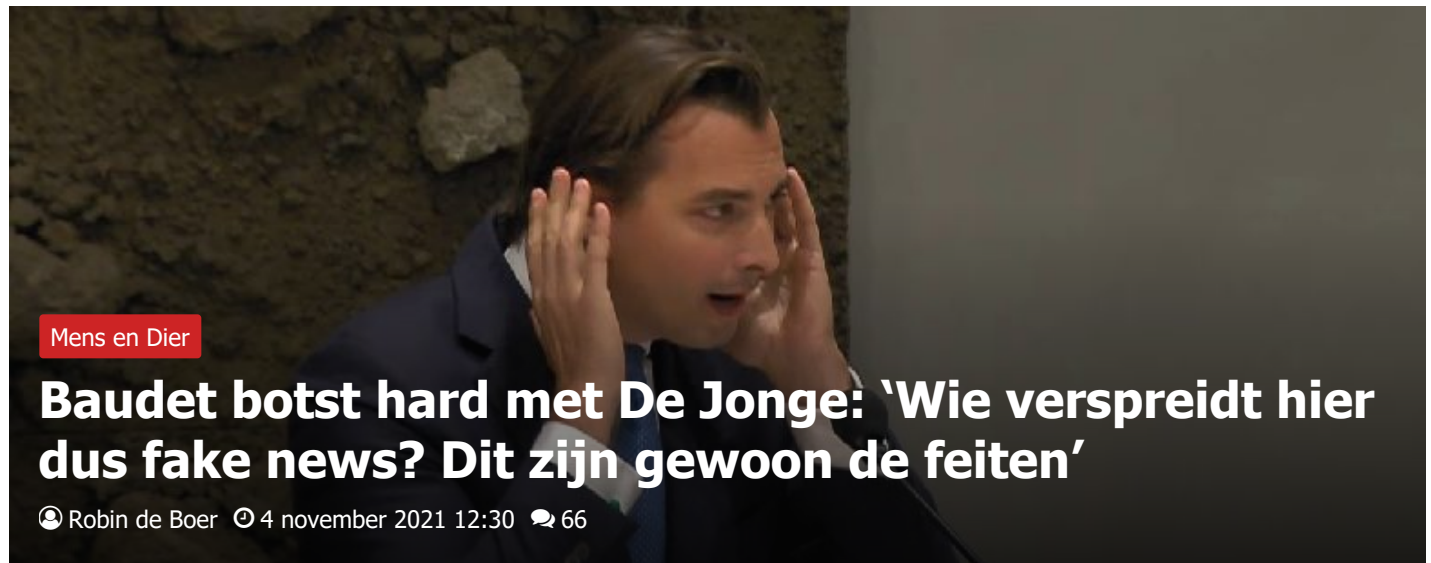 Mens en Dier
Baudet botst hard met De Jonge: ‘Wie verspreidt hier
dus fake news? Dit zijn gewoon de feiten’
Robin de Boer 4 november 2021 12:30 66